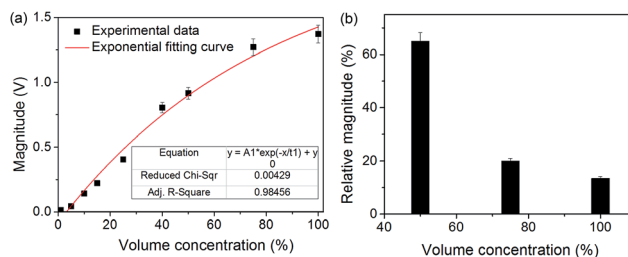 (a)
1.5
1.0
0.5
0.0
Magnitude (V)
Experimental data
Exponential fitting curve
Equation y = A1*exp(-x/t1) + y
0
Reduced Chi-Sqr 0.00429
Adj. R-Square 0.98456
0 20 40 60 80 100
Volume concentration (%)
(b)
60
40
20
0
Relative magnitude (%)
40 60 80 100
Volume concentration (%)